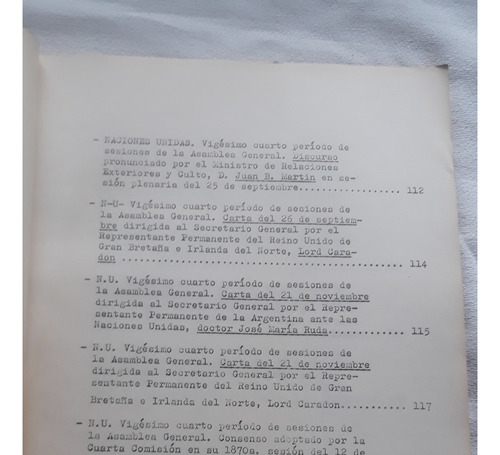 - NACIONES UNIDAS. Vigésimo cuarto período de
sesiones de la Asamblea General. Discurso
pronunciado por el Ministro de Relaciones
Exteriores y Culto, D. Juan B. Martin en se-
sión plenaria del 25 de septiembre.................. 112
- N-U- Vigésimo cuarto período de sesiones de
la Asamblea General. Carta del 26 de septiem-
bre dirigida al Secretario General por el
Representante Permanente del Reino Unido de
Gran Bretaña e Irlanda del Norte, Lord Cara-
don ................................................ 114
- N.U. Vigésimo cuarto período de sesiones de
la Asamblea General. Carta del 21 de noviembre
dirigida al Secretario General por el Repre-
sentante Permanente de la Argentina ante las
Naciones Unidas, doctor José María Ruda............. 115
- N.U. Vigésimo cuarto período de sesiones de
la Asamblea General. Carta del 21 de noviembre
dirigida al Secretario General por el Repre-
sentante Permanente del Reino Unido de Gran
Bretaña e Irlanda del Norte, Lord Caradon........... 117
- N.U. Vigésimo cuarto período de sesiones de
la Asamblea General. Consenso adoptado por la
Cuarta Comisión en su 1870a. sesión del 12 de